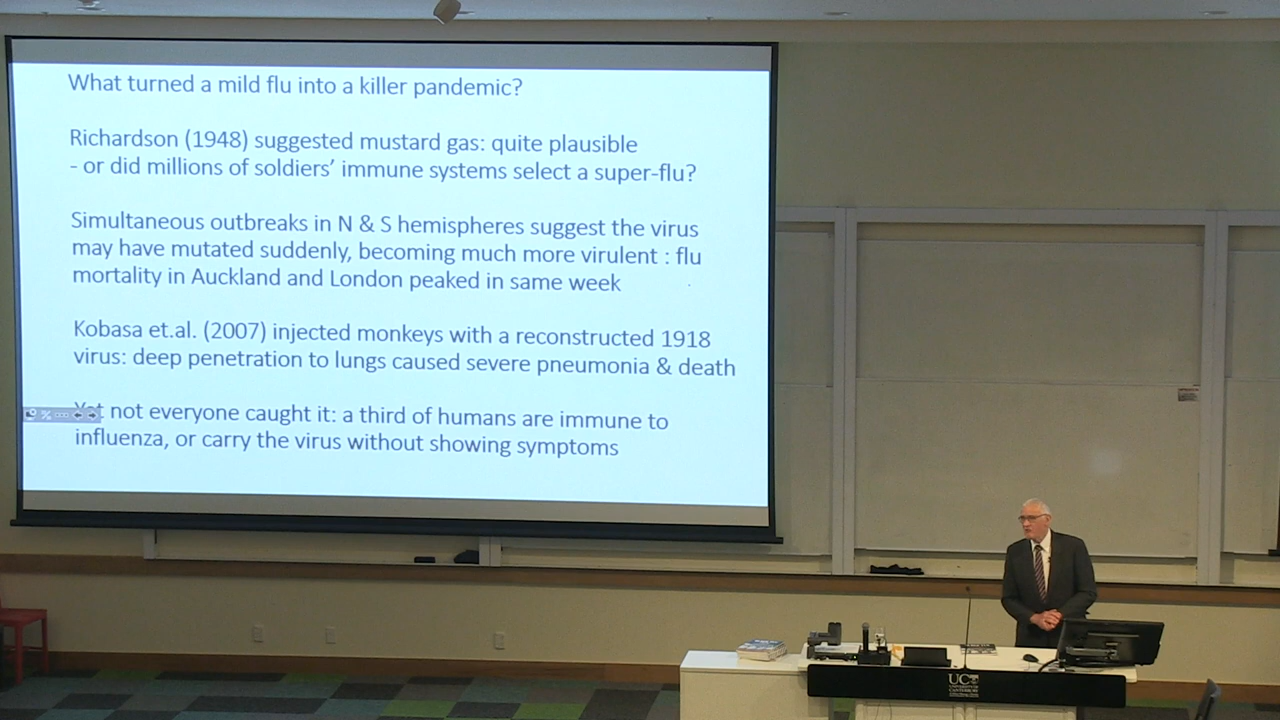 What turned a mild flu into a killer pandemic?
Richardson (1948) suggested mustard gas: quite plausible
- or did millions of soldiers' immune systems select a super-flu?
Simultaneous outbreaks in N & S hemispheres suggest the virus
may have mutated suddenly, becoming much more virulent : flu
mortality in Auckland and London peaked in same week
Kobasa et.al. (2007) injected monkeys with a reconstructed 1918
virus: deep penetration to lungs caused severe pneumonia & death
Yet not everyone caught it: a third of humans are immune to
influenza, or carry the virus without showing symptoms
UC
UNIVERSITY OF
CANTERBURY